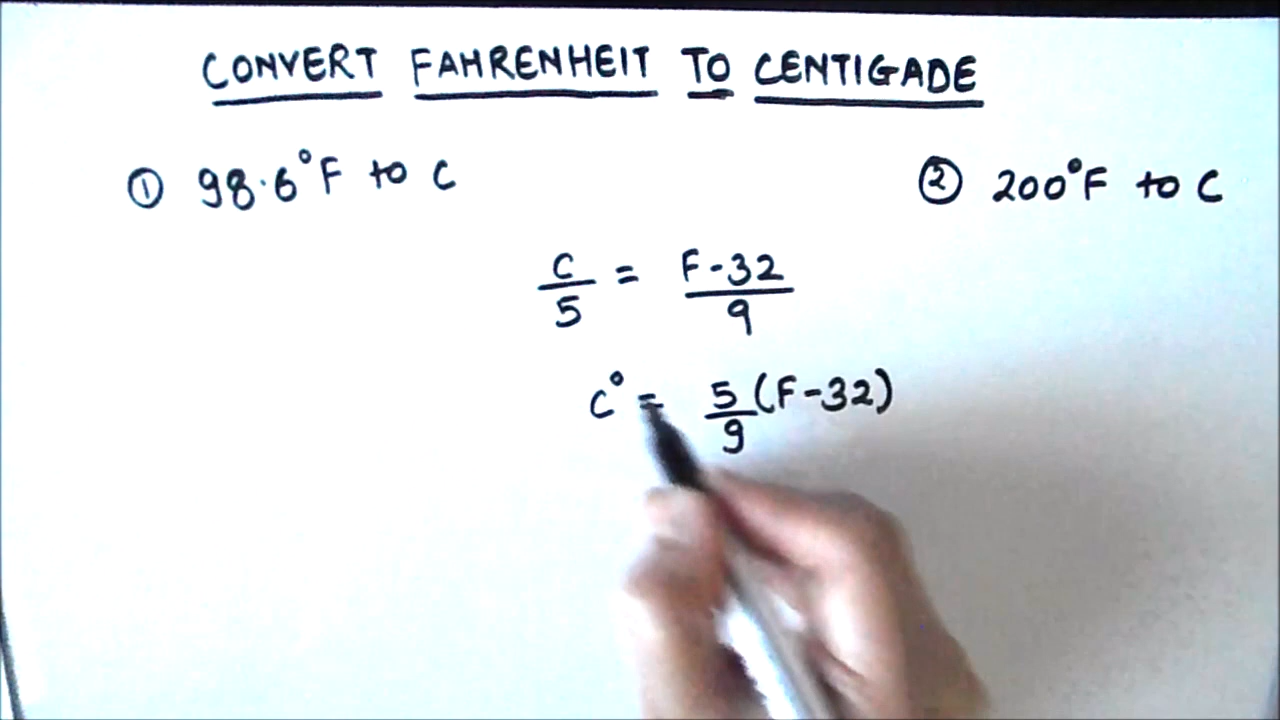 CONVERT FAHRENHEIT TO CENTIGADE
① 98.6°F to C
② 200°F to C
C/5 = F-32/9
C° = 5/9(F-32)